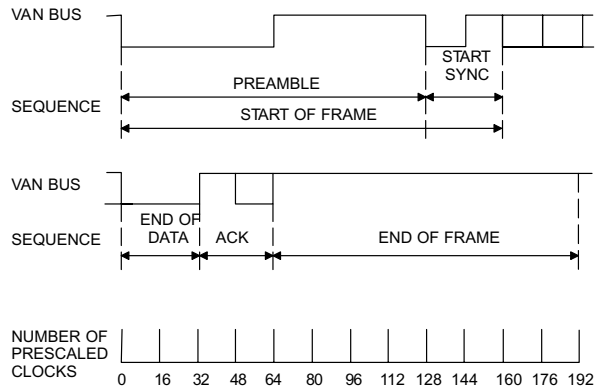 VAN BUS
START
SYNC
PREAMBLE
SEQUENCE
START OF FRAME
VAN BUS
END OF
DATA
ACK
END OF FRAME
SEQUENCE
NUMBER OF
PRESCALED
CLOCKS
0 16 32 48 64 80 96 112 128 144 160 176 192